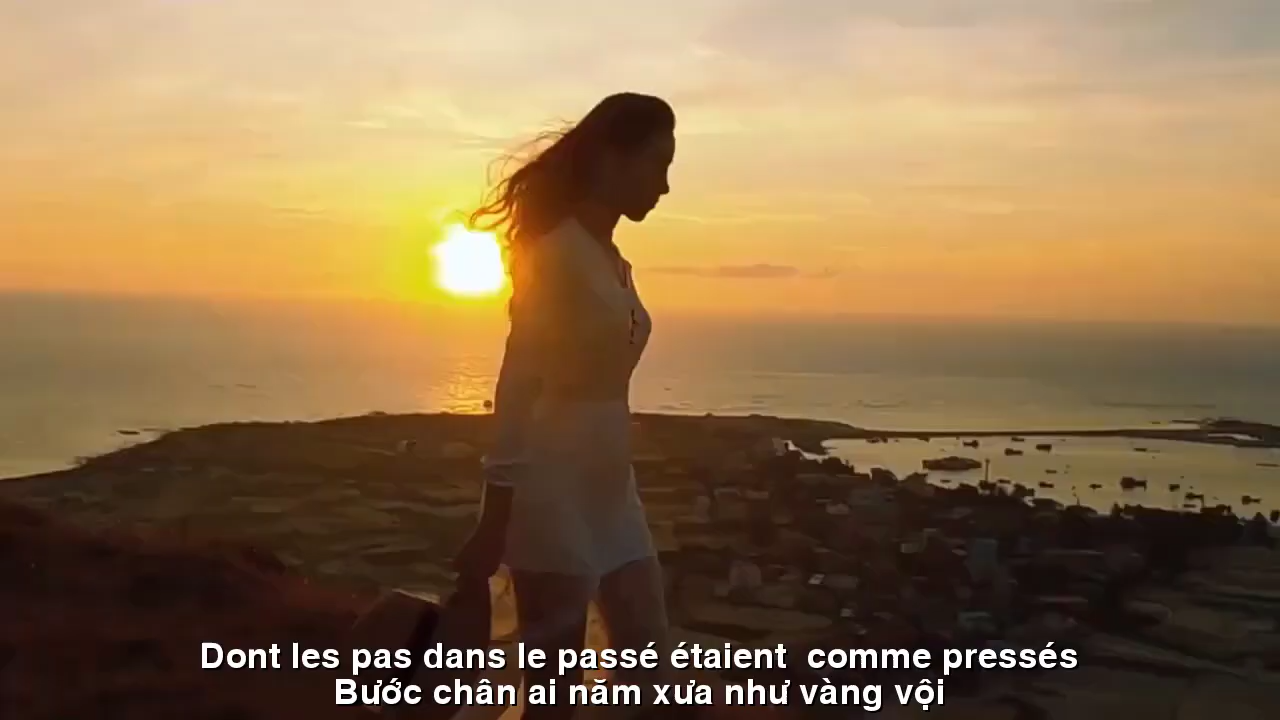 Dont les pas dans le passé étaient  comme pressés
Bước chân ai năm xưa như vàng vội